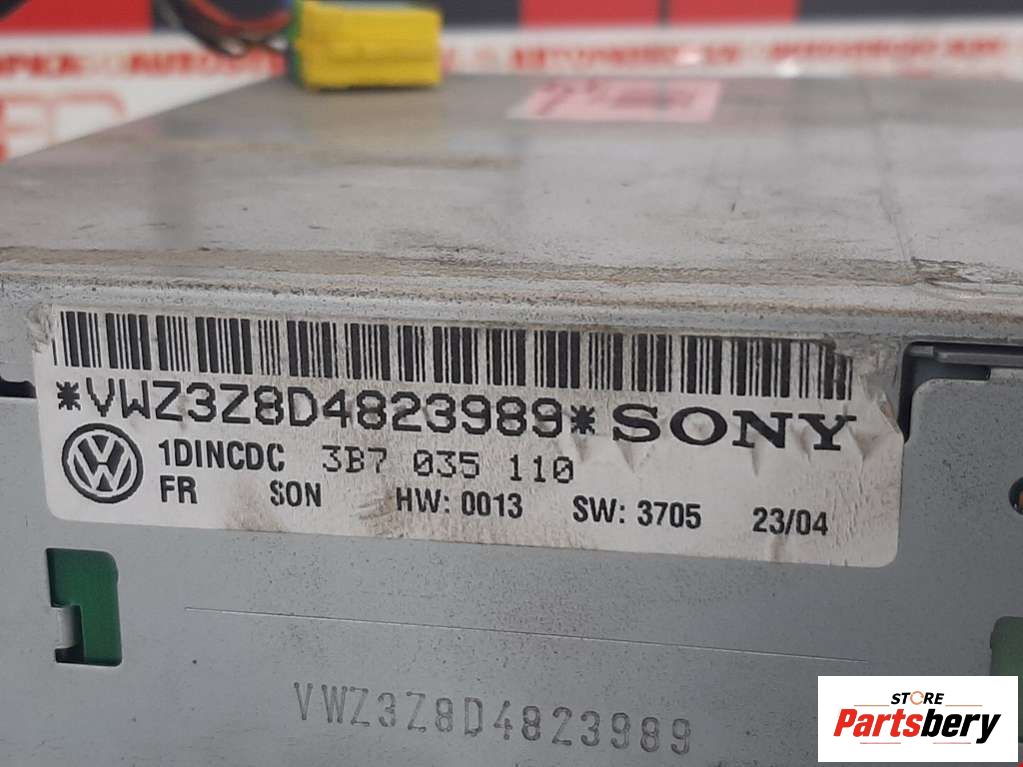 *VWZ3Z8D4823989* SONY
1DINCDC 3B7 035 110
FR SON HW: 0013 SW: 3705 23/04
VWZ3Z8D4823989
STORE
Partsbery